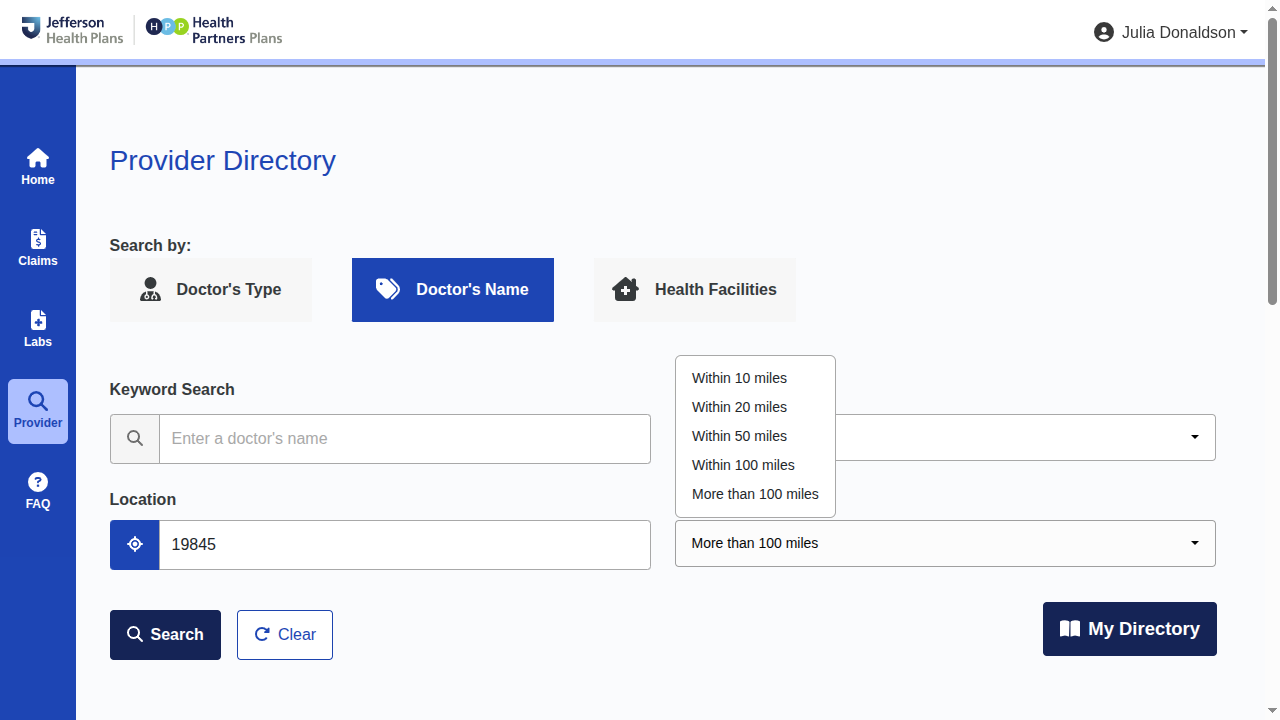 Jefferson
Health Plans
HPP
Health
Partners Plans
Julia Donaldson
Home
Claims
Labs
Provider
FAQ
Provider Directory
Search by:
Doctor's Type
Doctor's Name
Health Facilities
Keyword Search
Enter a doctor's name
Within 10 miles
Within 20 miles
Within 50 miles
Within 100 miles
More than 100 miles
Location
19845
More than 100 miles
Search
Clear
My Directory